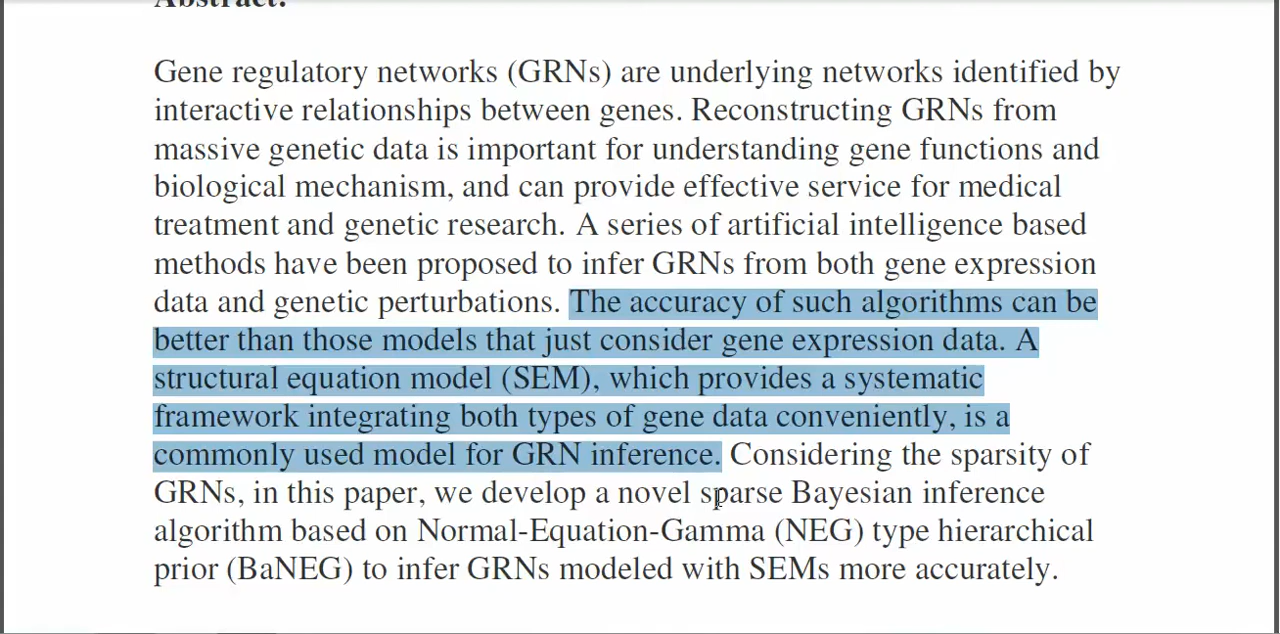 Abstract:
Gene regulatory networks (GRNs) are underlying networks identified by
interactive relationships between genes. Reconstructing GRNs from
massive genetic data is important for understanding gene functions and
biological mechanism, and can provide effective service for medical
treatment and genetic research. A series of artificial intelligence based
methods have been proposed to infer GRNs from both gene expression
data and genetic perturbations. The accuracy of such algorithms can be
better than those models that just consider gene expression data. A
structural equation model (SEM), which provides a systematic
framework integrating both types of gene data conveniently, is a
commonly used model for GRN inference. Considering the sparsity of
GRNs, in this paper, we develop a novel sparse Bayesian inference
algorithm based on Normal-Equation-Gamma (NEG) type hierarchical
prior (BaNEG) to infer GRNs modeled with SEMs more accurately.